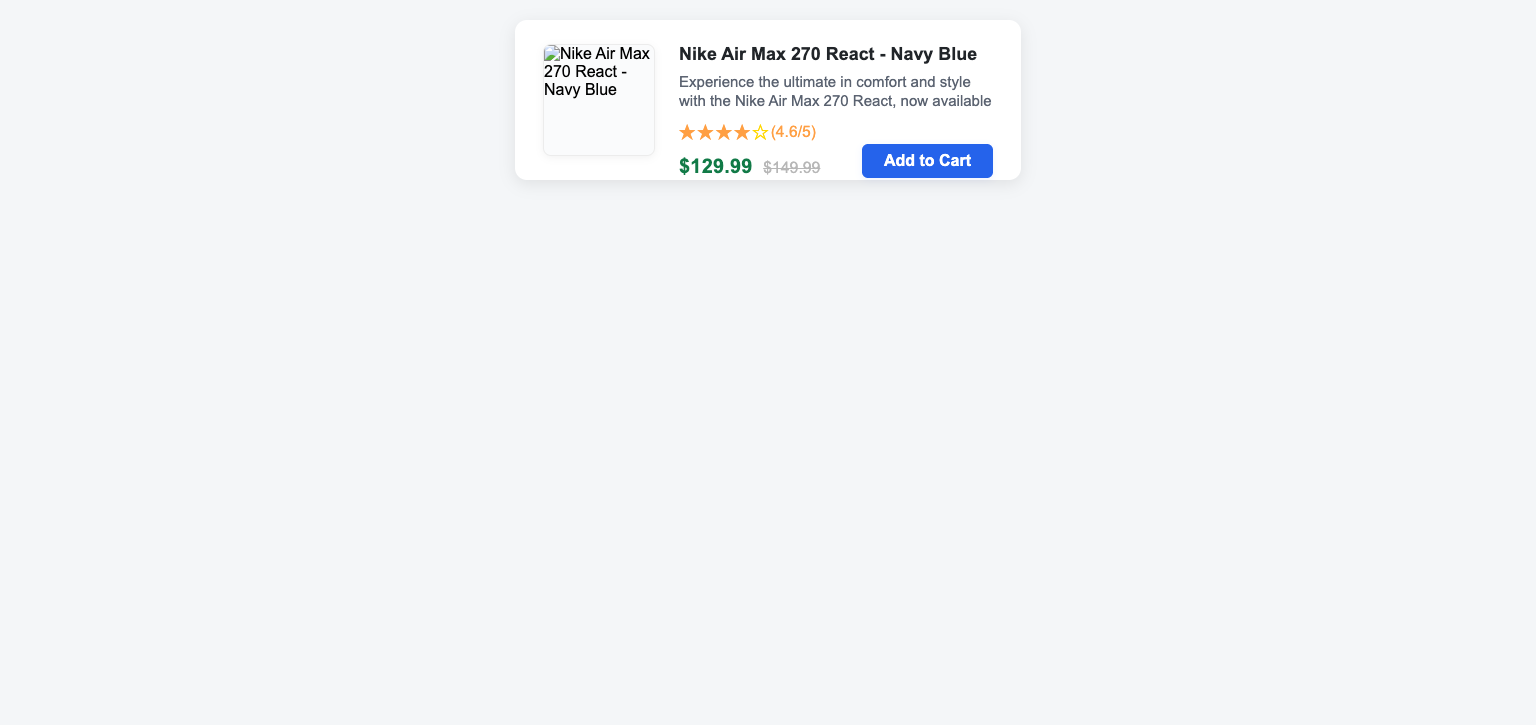 Nike Air Max
270 React -
Navy Blue
Nike Air Max 270 React - Navy Blue
Experience the ultimate in comfort and style
with the Nike Air Max 270 React, now available
★★★★☆ (4.6/5)
$129.99 $149.99
Add to Cart